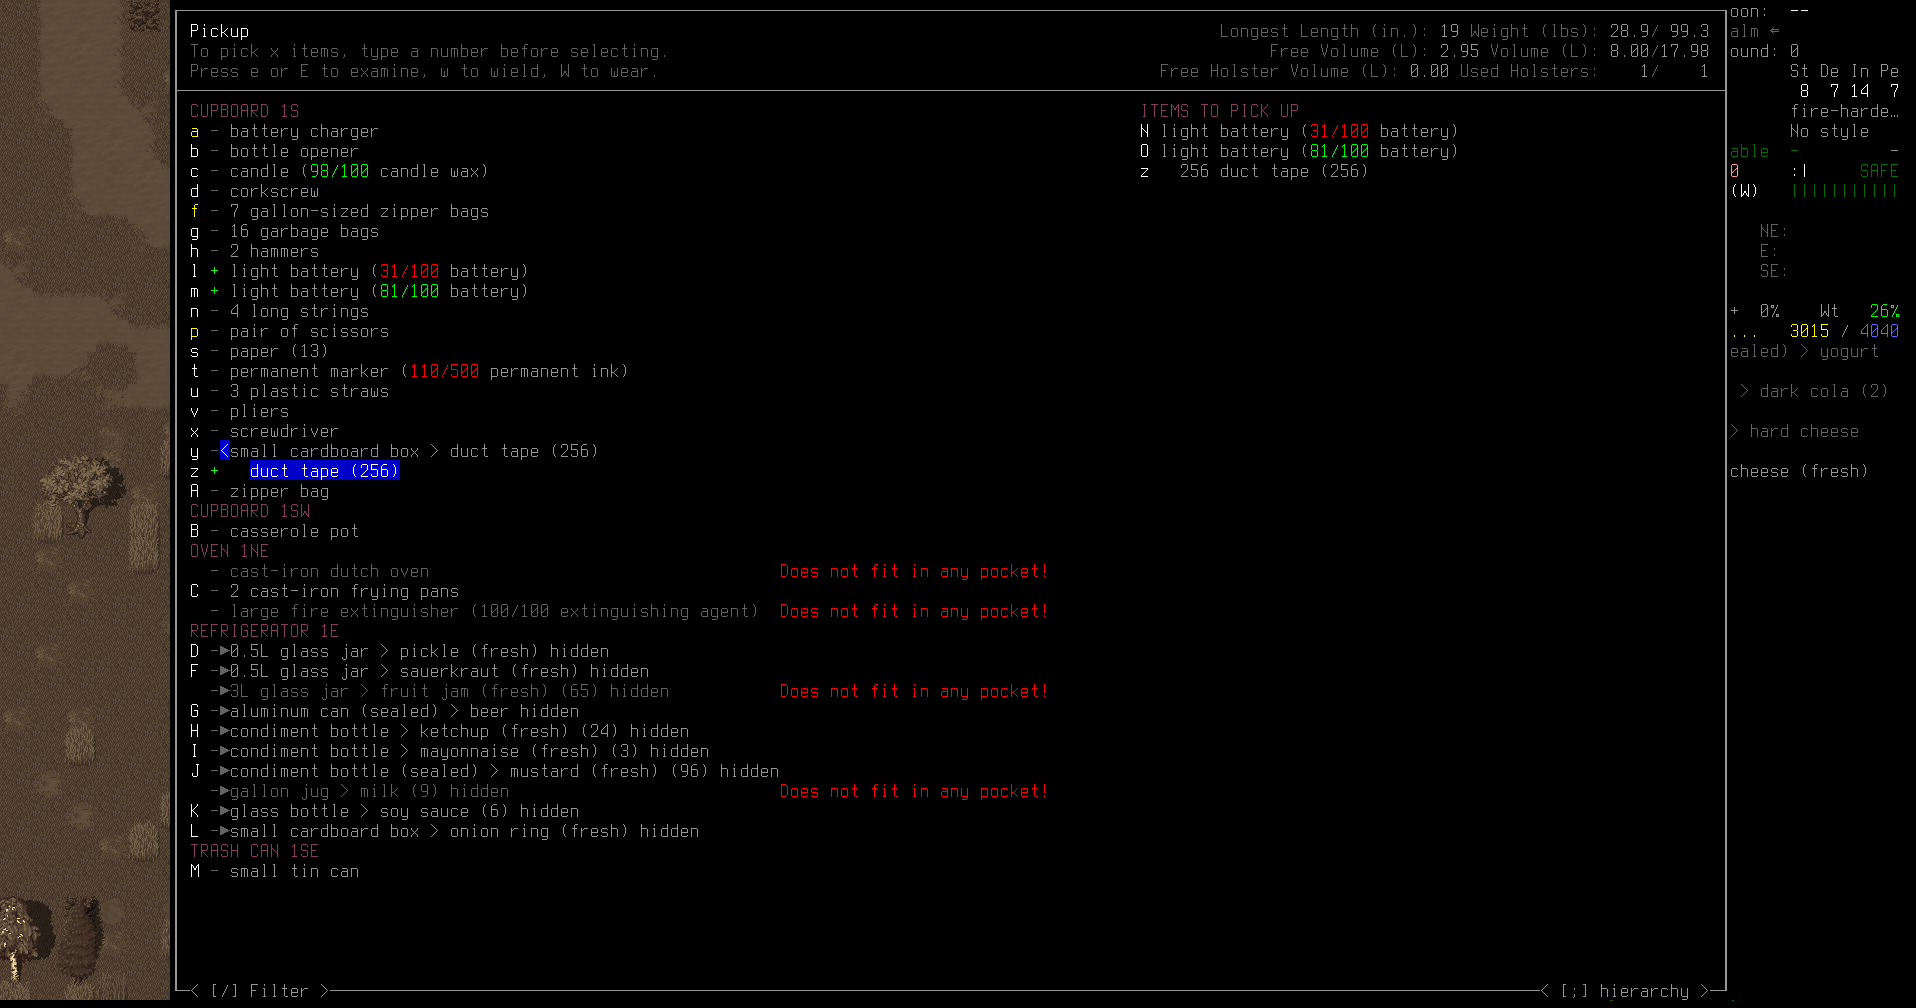 Pickup
To pick x items, type a number before selecting.
Press e or E to examine, w to wield, W to wear.
Longest Length (in.): 19 Weight (lbs): 28.9/ 99.3
Free Volume (L): 2.95 Volume (L): 8.00/17.98
Free Holster Volume (L): 0.00 Used Holsters: 1/ 1
CUPBOARD 1S
a - battery charger
b - bottle opener
c - candle (98/100 candle wax)
d - corkscrew
f - 7 gallon-sized zipper bags
g - 16 garbage bags
h - 2 hammers
l + light battery (31/100 battery)
m + light battery (81/100 battery)
n - 4 long strings
p - pair of scissors
s - paper (13)
t - permanent marker (110/500 permanent ink)
u - 3 plastic straws
v - pliers
x - screwdriver
y -<small cardboard box > duct tape (256)
z + duct tape (256)
A - zipper bag
CUPBOARD 1SW
B - casserole pot
OVEN 1NE
- cast-iron dutch oven Does not fit in any pocket!
C - 2 cast-iron frying pans
- large fire extinguisher (100/100 extinguishing agent) Does not fit in any pocket!
REFRIGERATOR 1E
D -►0.5L glass jar > pickle (fresh) hidden
F -►0.5L glass jar > sauerkraut (fresh) hidden
-►3L glass jar > fruit jam (fresh) (65) hidden Does not fit in any pocket!
G -►aluminum can (sealed) > beer hidden
H -►condiment bottle > ketchup (fresh) (24) hidden
I -►condiment bottle > mayonnaise (fresh) (3) hidden
J -►condiment bottle (sealed) > mustard (fresh) (96) hidden
-►gallon jug > milk (9) hidden Does not fit in any pocket!
K -►glass bottle > soy sauce (6) hidden
L -►small cardboard box > onion ring (fresh) hidden
TRASH CAN 1SE
M - small tin can
ITEMS TO PICK UP
N light battery (31/100 battery)
O light battery (81/100 battery)
z 256 duct tape (256)
< [/] Filter >
< [;] hierarchy >
oon: --
alm ⇐
ound: 0
St De In Pe
8 7 14 7
fire-harde…
No style
able - -
0 :| SAFE
(W) |||||||||||
NE:
E:
SE:
+ 0% Wt 26%
... 3015 / 4040
ealed) > yogurt
> dark cola (2)
> hard cheese
cheese (fresh)